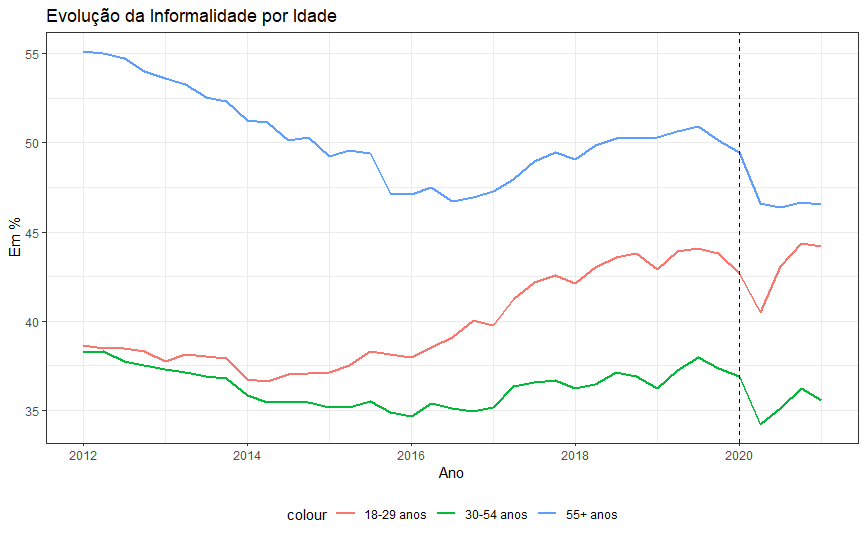 Evolução da Informalidade por Idade
55
50
45
40
35
Em %
2012 2014 2016 2018 2020
Ano
colour 18-29 anos 30-54 anos 55+ anos